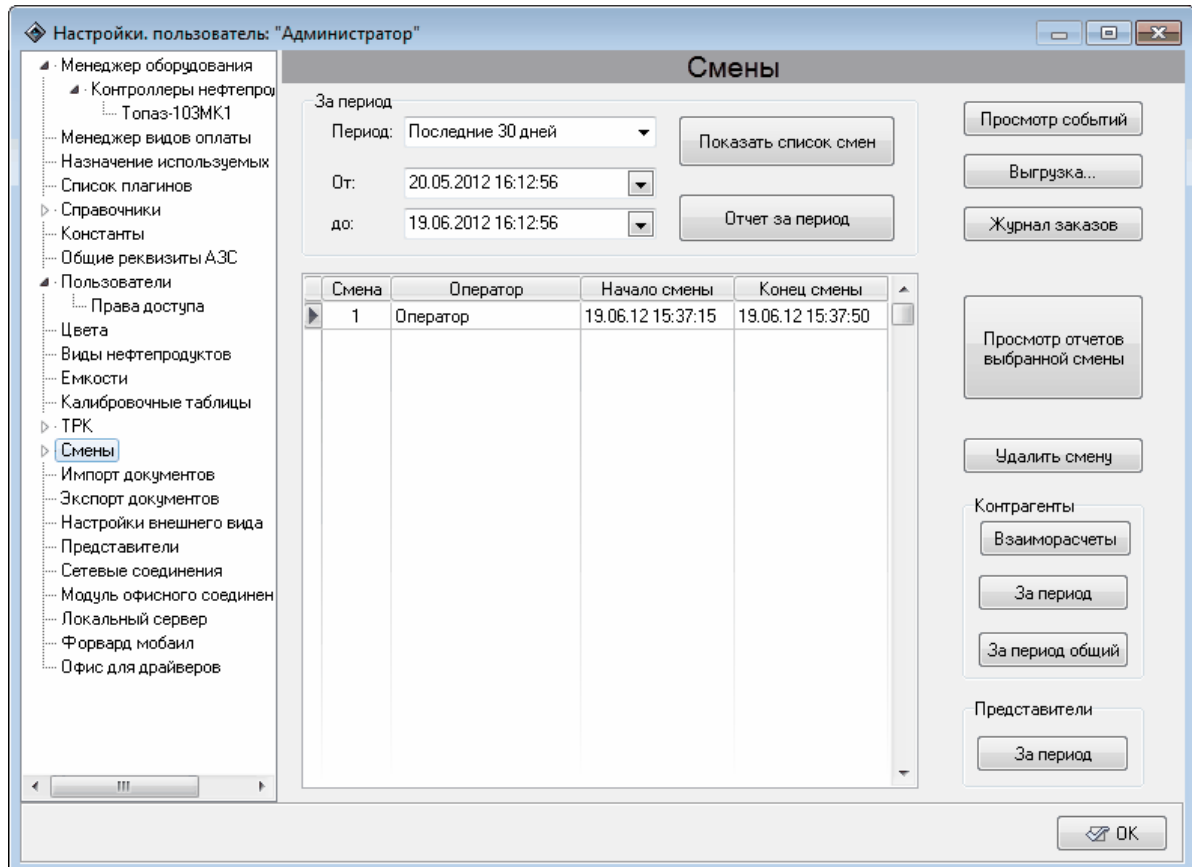 Настройки. пользователь: "Администратор"
Менеджер оборудования
Контроллеры нефтепрод
Топаз-103МК1
Менеджер видов оплаты
Назначение используемых
Список плагинов
Справочники
Константы
Общие реквизиты АЗС
Пользователи
Права доступа
Цвета
Виды нефтепродуктов
Емкости
Калибровочные таблицы
ТРК
Смены
Импорт документов
Экспорт документов
Настройки внешнего вида
Представители
Сетевые соединения
Модуль офисного соединен
Локальный сервер
Форвард мобаил
Офис для драйверов
Смены
За период
Период: Последние 30 дней
От: 20.05.2012 16:12:56
до: 19.06.2012 16:12:56
Показать список смен
Отчет за период
Смена Оператор Начало смены Конец смены
1 Оператор 19.06.12 15:37:15 19.06.12 15:37:50
Просмотр событий
Выгрузка...
Журнал заказов
Просмотр отчетов
выбранной смены
Удалить смену
Контрагенты
Взаиморасчеты
За период
За период общий
Представители
За период
OK